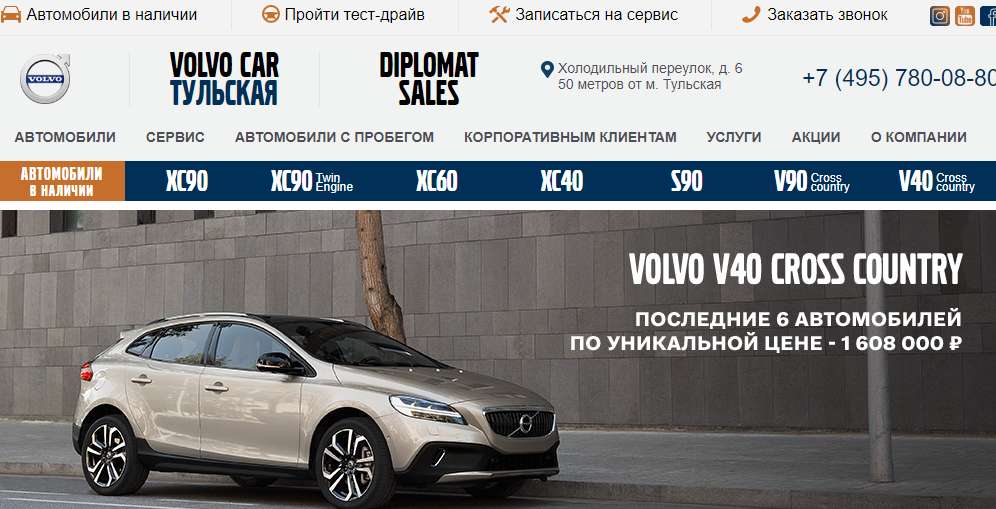 Автомобили в наличии
Пройти тест-драйв
Записаться на сервис
Заказать звонок
You
Tube
VOLVO
VOLVO CAR
ТУЛЬСКАЯ
DIPLOMAT
SALES
Холодильный переулок, д. 6
50 метров от м. Тульская
+7 (495) 780-08-80
АВТОМОБИЛИ
СЕРВИС
АВТОМОБИЛИ С ПРОБЕГОМ
КОРПОРАТИВНЫМ КЛИЕНТАМ
УСЛУГИ
АКЦИИ
О КОМПАНИИ
АВТОМОБИЛИ
В НАЛИЧИИ
XC90
XC90 Twin
Engine
XC60
XC40
S90
V90 Cross
country
V40 Cross
country
VOLVO V40 CROSS COUNTRY
ПОСЛЕДНИЕ 6 АВТОМОБИЛЕЙ
ПО УНИКАЛЬНОЙ ЦЕНЕ - 1 608 000 ₽